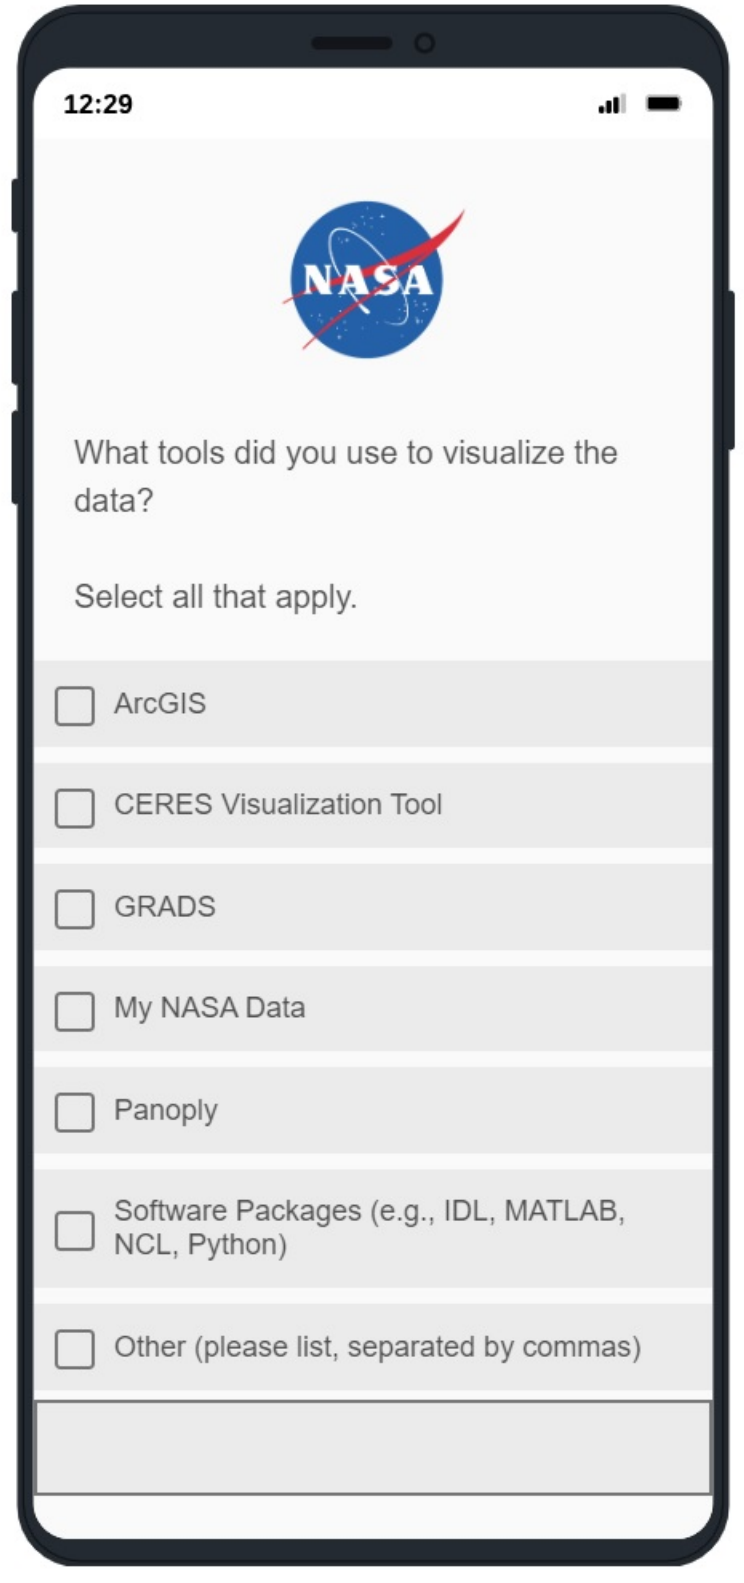 12:29
NASA
What tools did you use to visualize the
data?
Select all that apply.
ArcGIS
CERES Visualization Tool
GRADS
My NASA Data
Panoply
Software Packages (e.g., IDL, MATLAB,
NCL, Python)
Other (please list, separated by commas)